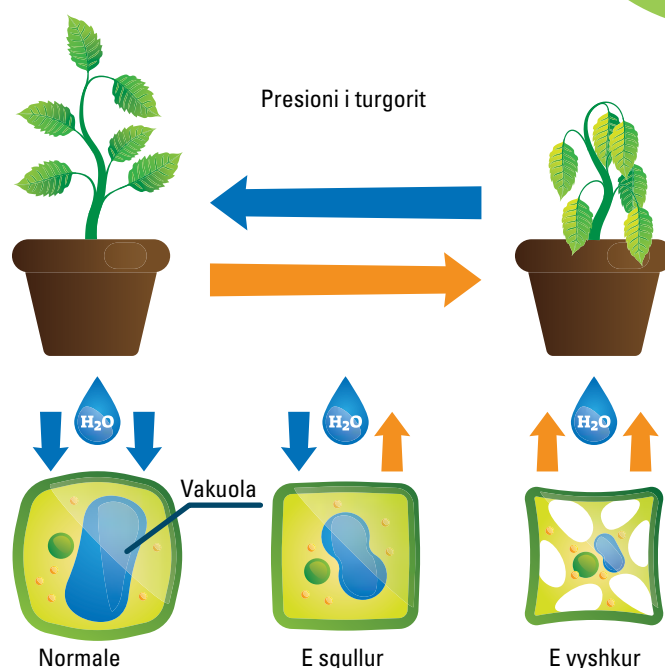 Presioni i turgorit
H₂O
H₂O
H₂O
Vakuola
Normale
E squllur
E vyshkur